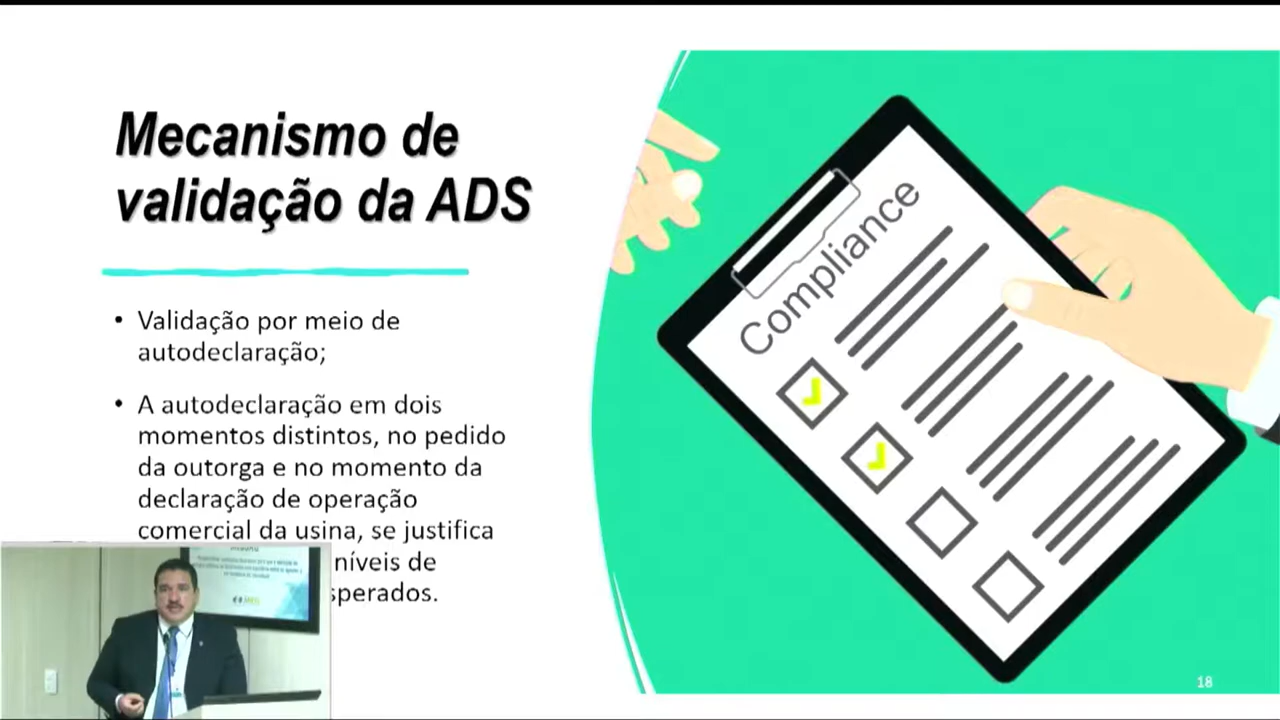 Mecanismo de
validação da ADS
• Validação por meio de
autodeclaração;
• A autodeclaração em dois
momentos distintos, no pedido
da outorga e no momento da
declaração de operação
comercial da usina, se justifica
níveis de
sperados.
Compliance
18